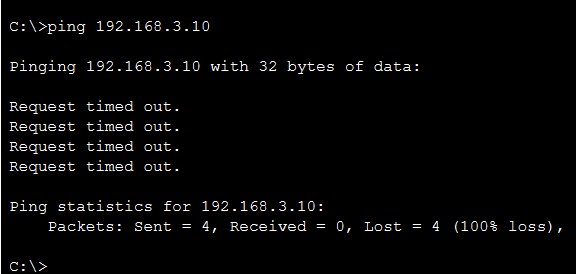 C:\>ping 192.168.3.10
Pinging 192.168.3.10 with 32 bytes of data:
Request timed out.
Request timed out.
Request timed out.
Request timed out.
Ping statistics for 192.168.3.10:
    Packets: Sent = 4, Received = 0, Lost = 4 (100% loss),
C:\>